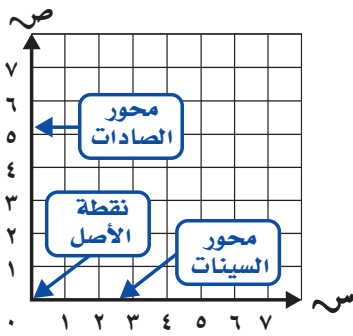 ص
٧
٦
محور
الصادات
٥
٤
٣
نقطة
الأصل
٢
محور
السينات
١
س
٠ ١ ٢ ٣ ٤ ٥ ٦ ٧